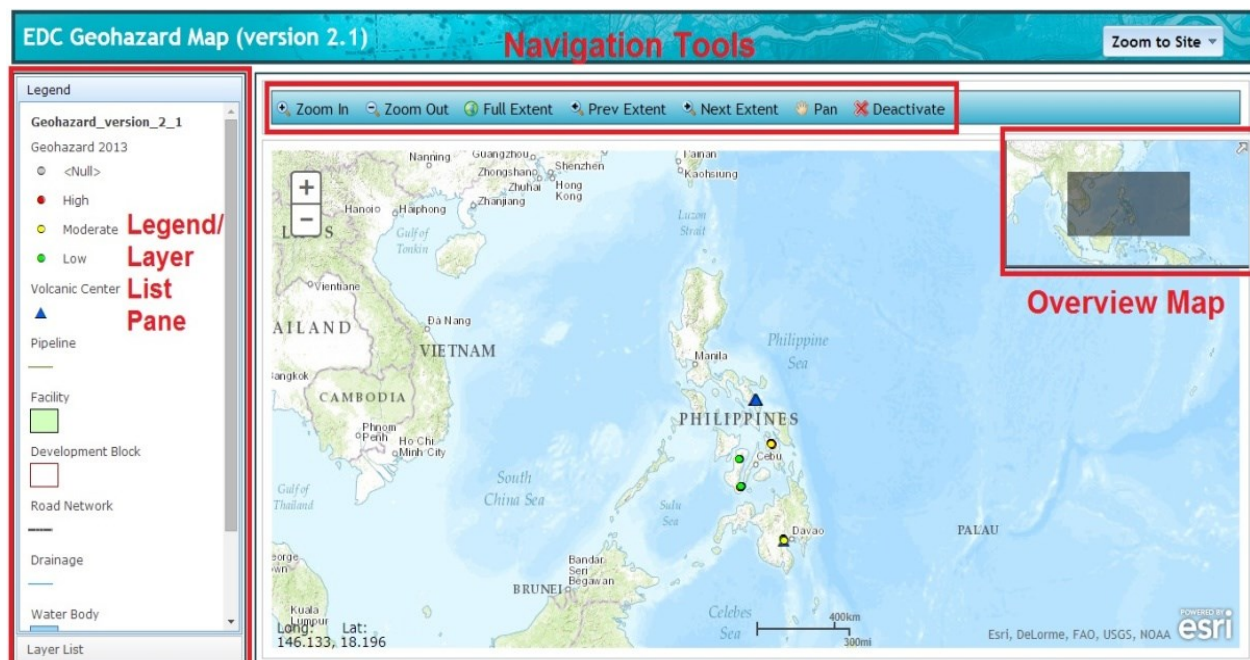 EDC Geohazard Map (version 2.1)
Navigation Tools
Zoom to Site
Legend
Geohazard_version_2_1
Geohazard 2013
<Null>
High
Moderate
Low
Volcanic Center
Pipeline
Facility
Development Block
Road Network
Drainage
Water Body
Layer List
Legend/
Layer
List
Pane
Zoom In
Zoom Out
Full Extent
Prev Extent
Next Extent
Pan
Deactivate
Overview Map
+
−
Nanning
Guangzhou
Shenzhen
Zhongshan
Zhuhai
Hong
Kong
Zhanjiang
Kaohsiung
Hanoi
Haiphong
Gulf of
Tonkin
Luzon
Strait
Vientiane
Đà Nang
VIETNAM
Manila
Philippine
Sea
CAMBODIA
PHILIPPINES
Phnom
Penh
Ho Chi
Minh City
Cebu
Gulf of
Thailand
South
China Sea
Sulu
Sea
Davao
PALAU
Bandar
Seri
Begawan
BRUNEI
Kuala
Lumpur
Celebes
Sea
Long: Lat:
146.133, 18.196
400km
300mi
Esri, DeLorme, FAO, USGS, NOAA
POWERED BY
esri